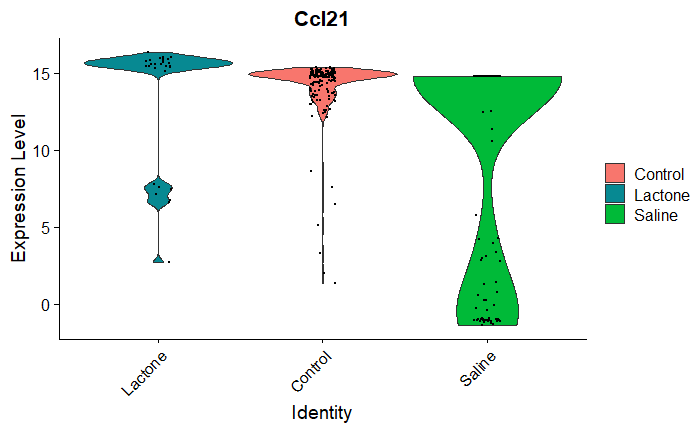 Ccl21
Expression Level
15
10
5
0
Lactone
Control
Saline
Identity
Control
Lactone
Saline